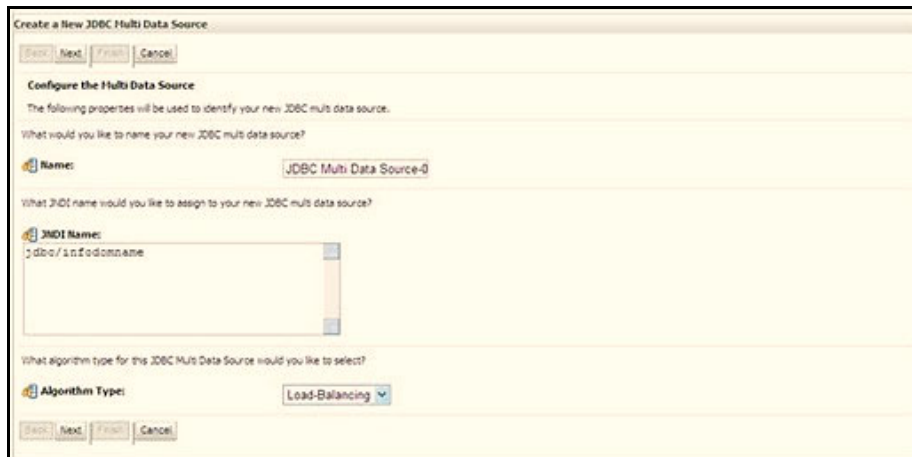 Create a New JDBC Multi Data Source
Back Next Finish Cancel
Configure the Multi Data Source
The following properties will be used to identify your new JDBC multi data source.
What would you like to name your new JDBC multi data source?
Name: JDBC Multi Data Source-0
What JNDI name would you like to assign to your new JDBC multi data source?
JNDI Name:
jdbc/infodomname
What algorithm type for this JDBC Multi Data Source would you like to select?
Algorithm Type: Load-Balancing
Back Next Finish Cancel